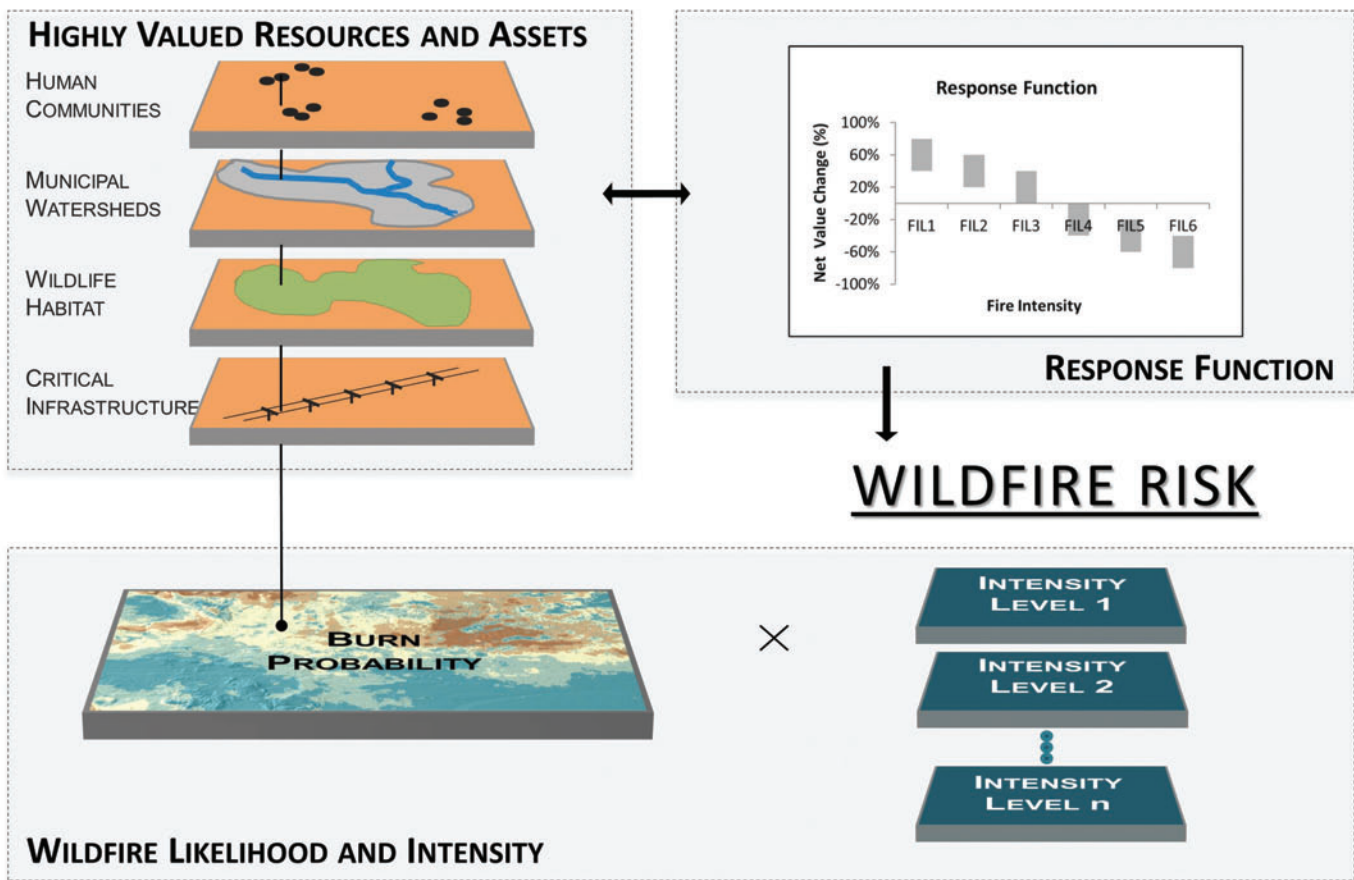 HIGHLY VALUED RESOURCES AND ASSETS
HUMAN
COMMUNITIES
MUNICIPAL
WATERSHEDS
WILDLIFE
HABITAT
CRITICAL
INFRASTRUCTURE
Response Function
Net Value Change (%)
100%
60%
20%
-20%
-60%
-100%
FIL1 FIL2 FIL3 FIL4 FIL5 FIL6
Fire Intensity
RESPONSE FUNCTION
WILDFIRE RISK
BURN
PROBABILITY
×
INTENSITY
LEVEL 1
INTENSITY
LEVEL 2
INTENSITY
LEVEL n
WILDFIRE LIKELIHOOD AND INTENSITY